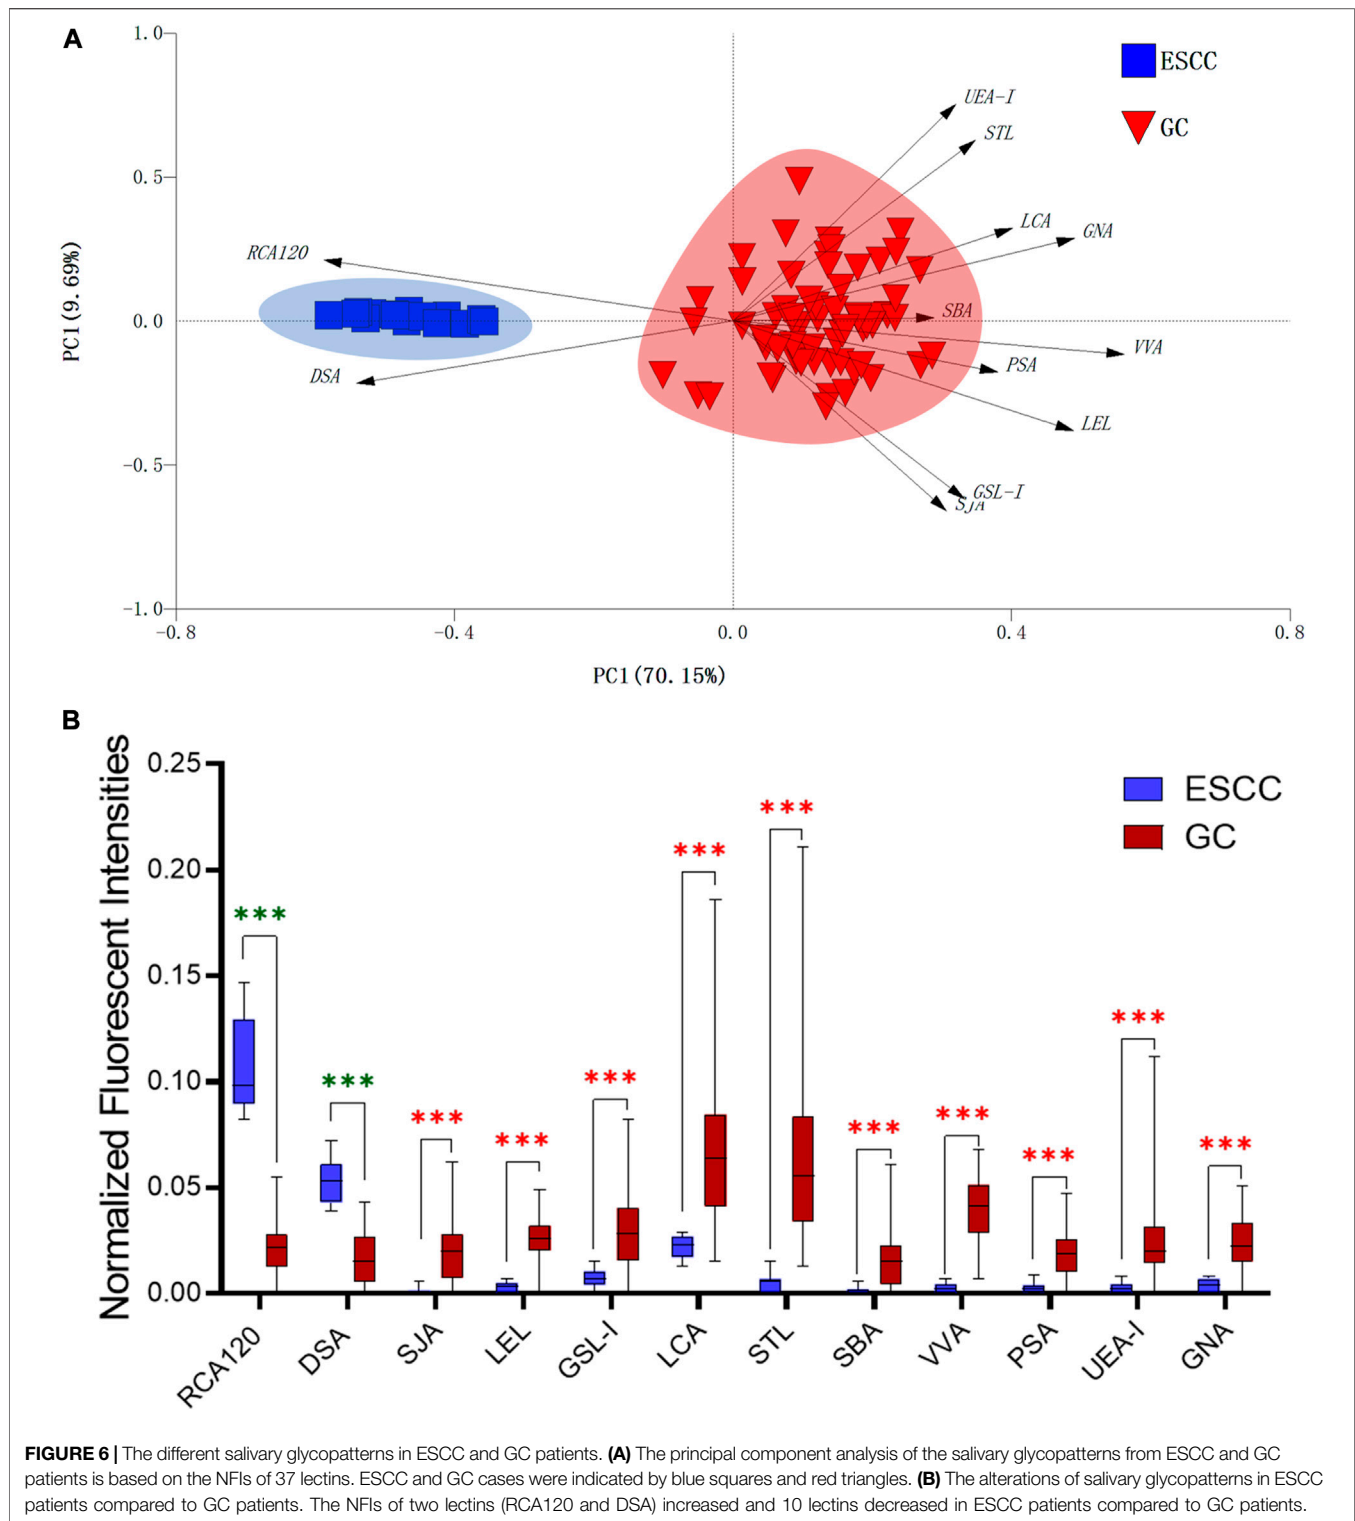 A
1.0
0.5
0.0
-0.5
-1.0
-0.8
-0.4
0.0
0.4
0.8
PC1(9.69%)
PC1(70.15%)
ESCC
GC
UEA-I
STL
LCA
GNA
RCA120
SBA
VVA
DSA
PSA
LEL
GSL-I
SJA
B
Normalized Fluorescent Intensities
0.25
0.20
0.15
0.10
0.05
0.00
ESCC
GC
***
***
***
***
***
***
***
***
***
***
***
***
RCA120
DSA
SJA
LEL
GSL-I
LCA
STL
SBA
VVA
PSA
UEA-I
GNA
FIGURE 6 | The different salivary glycopatterns in ESCC and GC patients. (A) The principal component analysis of the salivary glycopatterns from ESCC and GC
patients is based on the NFIs of 37 lectins. ESCC and GC cases were indicated by blue squares and red triangles. (B) The alterations of salivary glycopatterns in ESCC
patients compared to GC patients. The NFIs of two lectins (RCA120 and DSA) increased and 10 lectins decreased in ESCC patients compared to GC patients.